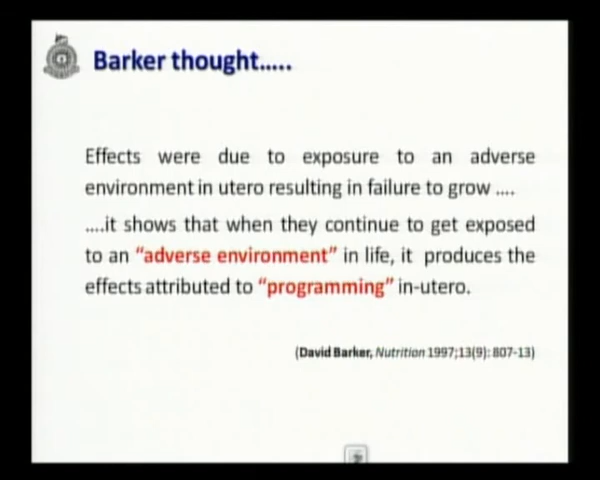 Barker thought.....
Effects were due to exposure to an adverse
environment in utero resulting in failure to grow ....
....it shows that when they continue to get exposed
to an “adverse environment” in life, it produces the
effects attributed to “programming” in-utero.
(David Barker, Nutrition 1997;13(9): 807-13)